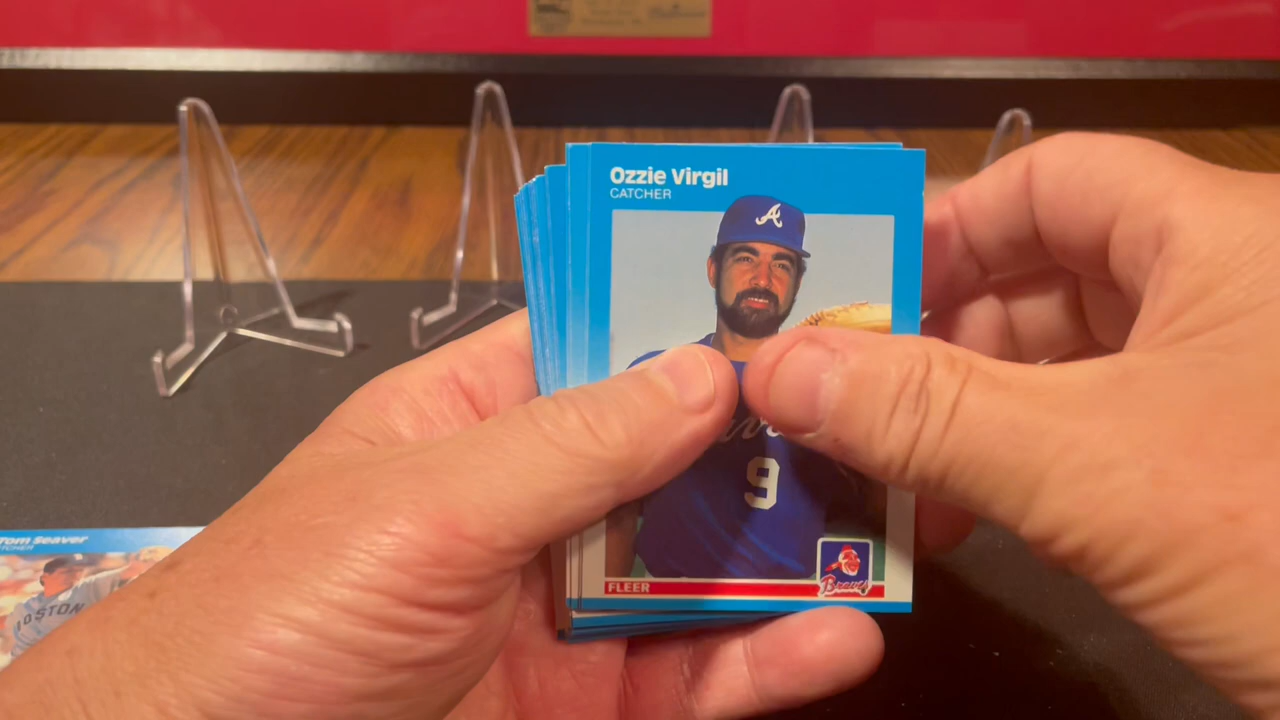 Ozzie Virgil
CATCHER
9
FLEER
Braves
Tom Seaver
BOSTON